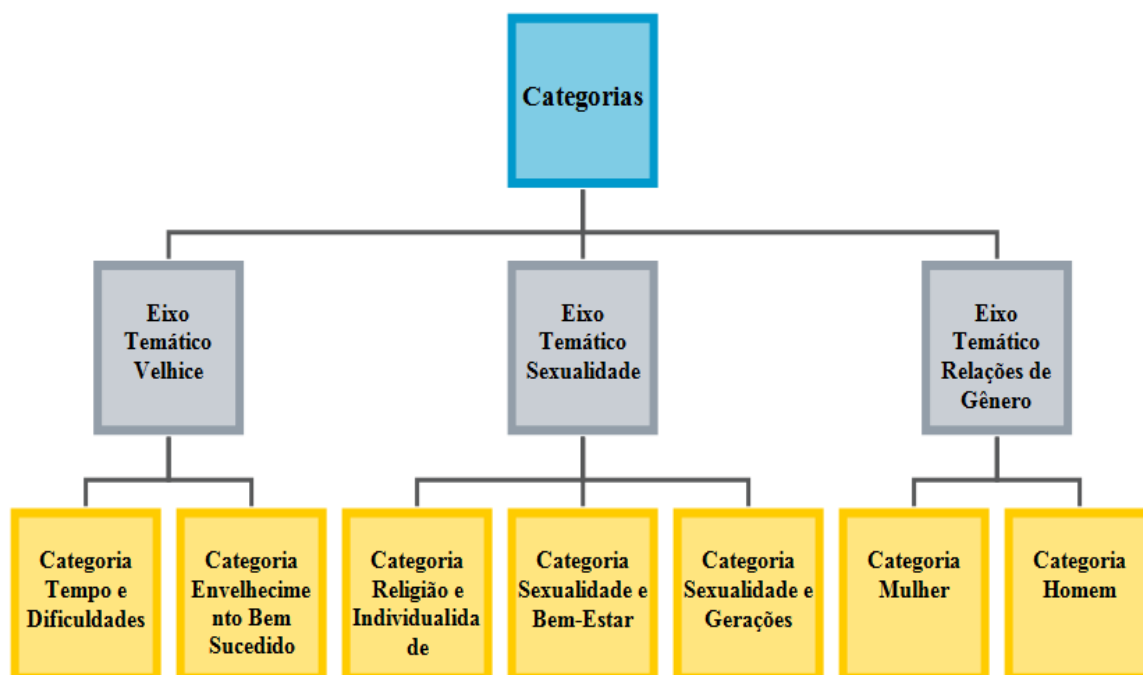 Categorias
Eixo
Temático
Velhice
Eixo
Temático
Sexualidade
Eixo
Temático
Relações de
Gênero
Categoria
Tempo e
Dificuldades
Categoria
Envelhecime
nto Bem
Sucedido
Categoria
Religião e
Individualida
de
Categoria
Sexualidade e
Bem-Estar
Categoria
Sexualidade e
Gerações
Categoria
Mulher
Categoria
Homem